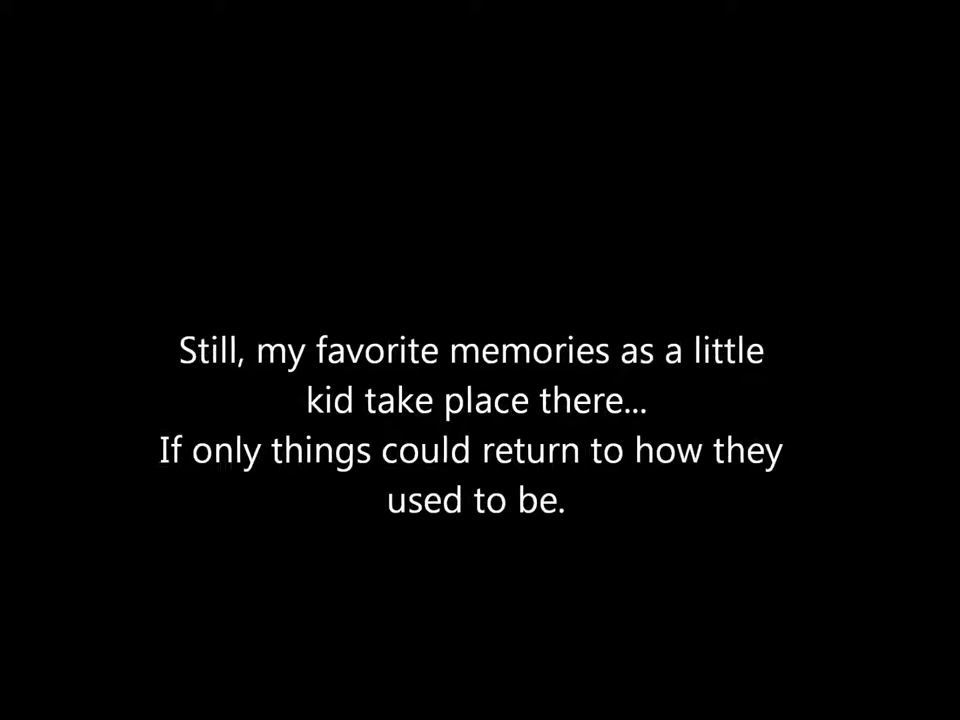 Still, my favorite memories as a little
kid take place there...
If only things could return to how they
used to be.